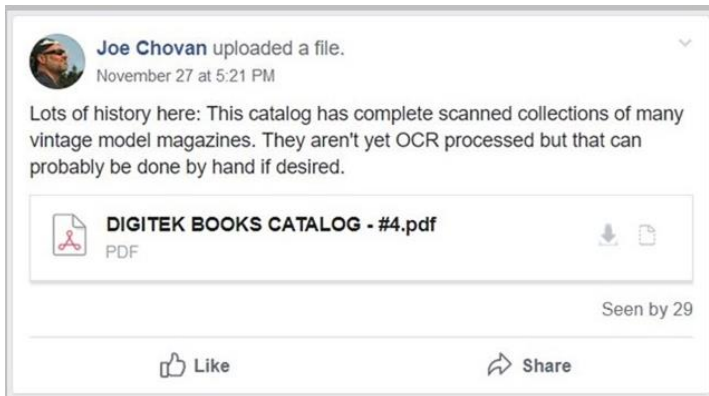 Joe Chovan uploaded a file.
November 27 at 5:21 PM
Lots of history here: This catalog has complete scanned collections of many
vintage model magazines. They aren't yet OCR processed but that can
probably be done by hand if desired.
DIGITEK BOOKS CATALOG - #4.pdf
PDF
Seen by 29
Like
Share